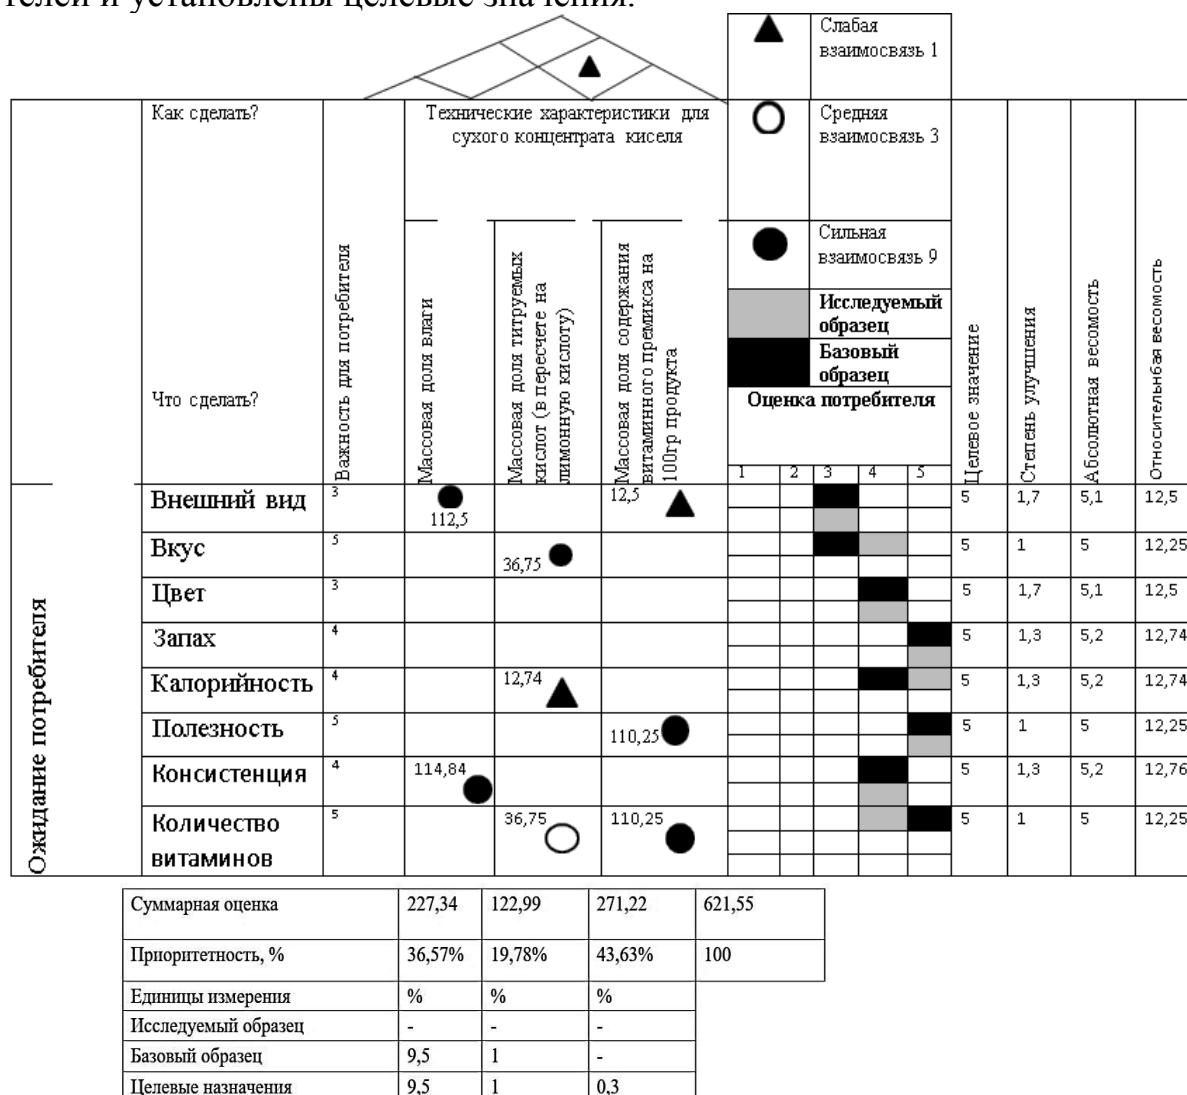 телей и установлены целевые значения.
Слабая
взаимосвязь 1
Как сделать?
Технические характеристики для
сухого концентрата киселя
Средняя
взаимосвязь 3
Сильная
взаимосвязь 9
Исследуемый
образец
Базовый
образец
Оценка потребителя
1 2 3 4 5
Что сделать?
Важность для потребителя
Массовая доля влаги
Массовая доля титруемых
кислот (в пересчете на
лимонную кислоту)
Массовая доля содержания
витаминного премикса на
100гр продукта
Целевое значение
Степень улучшения
Абсолютная весомость
Относительнбая весомость
Ожидание потребителя
Внешний вид 3 112,5 12,5 5 1,7 5,1 12,5
Вкус 5 36,75 5 1 5 12,25
Цвет 3 5 1,7 5,1 12,5
Запах 4 5 1,3 5,2 12,74
Калорийность 4 12,74 5 1,3 5,2 12,74
Полезность 5 110,25 5 1 5 12,25
Консистенция 4 114,84 5 1,3 5,2 12,76
Количество 5 36,75 110,25 5 1 5 12,25
витаминов
Суммарная оценка 227,34 122,99 271,22 621,55
Приоритетность, % 36,57% 19,78% 43,63% 100
Единицы измерения % % %
Исследуемый образец - - -
Базовый образец 9,5 1 -
Целевые назначения 9,5 1 0,3